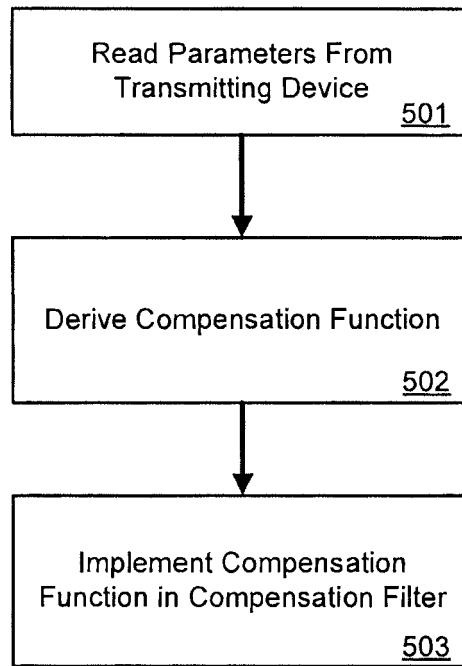 Read Parameters From
Transmitting Device
501
Derive Compensation Function
502
Implement Compensation
Function in Compensation Filter
503